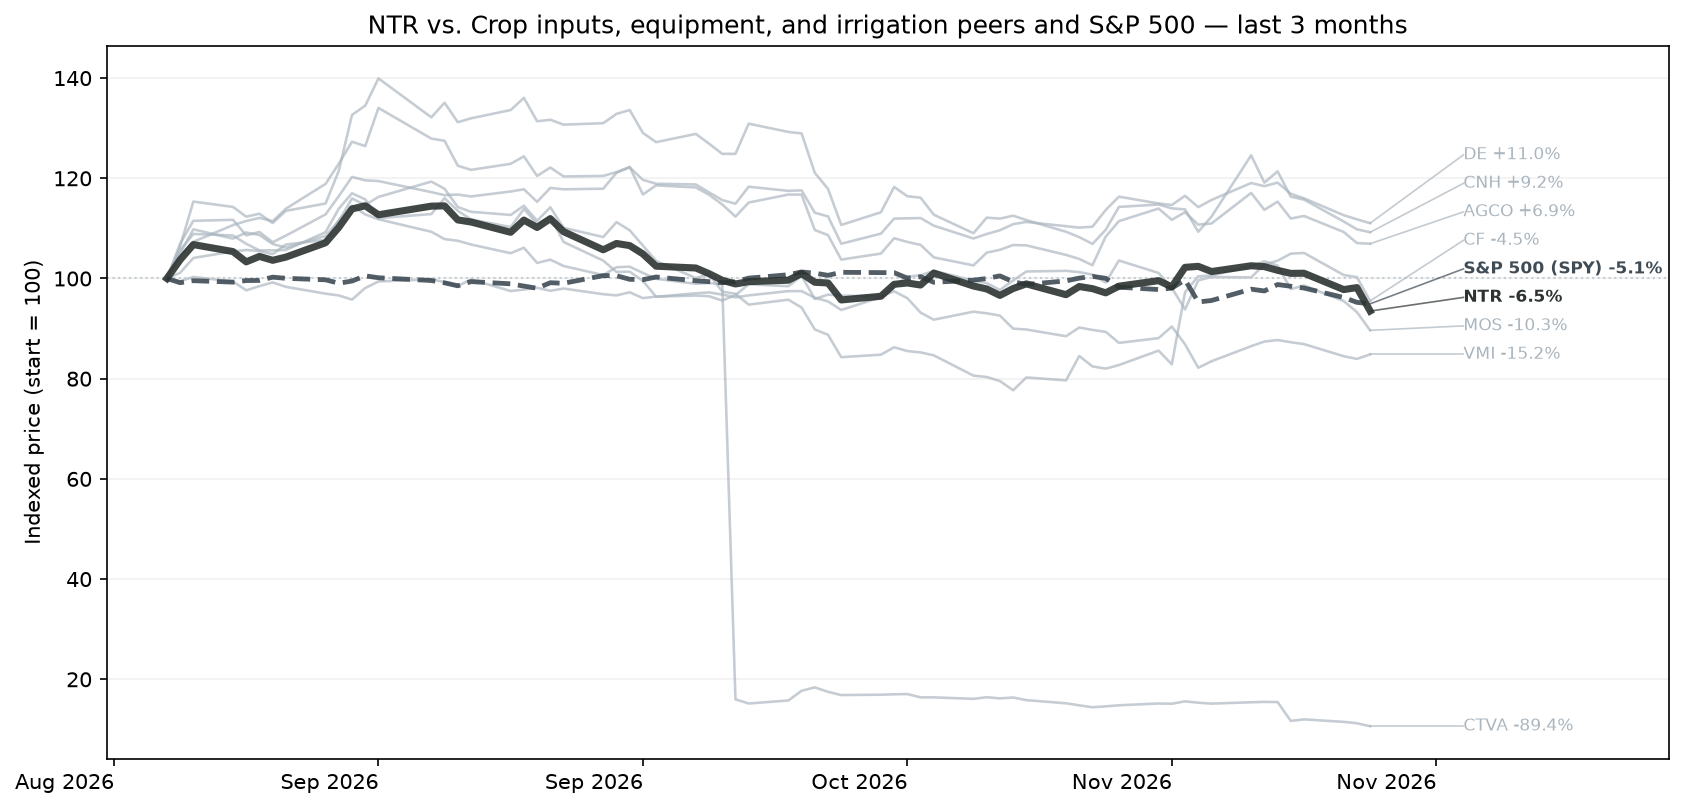 NTR vs. Crop inputs, equipment, and irrigation peers and S&P 500 — last 3 months
Indexed price (start = 100)
140
120
100
80
60
40
20
DE +11.0%
CNH +9.2%
AGCO +6.9%
CF -4.5%
S&P 500 (SPY) -5.1%
NTR -6.5%
MOS -10.3%
VMI -15.2%
CTVA -89.4%
Aug 2026
Sep 2026
Sep 2026
Oct 2026
Nov 2026
Nov 2026